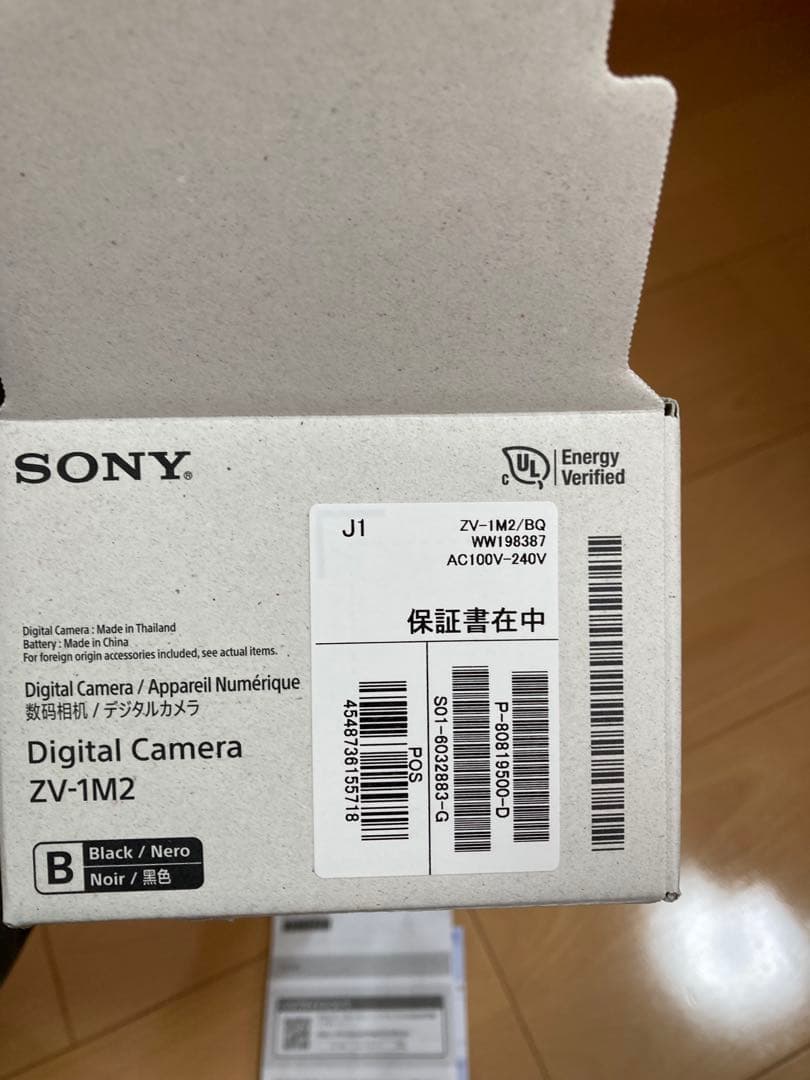 SONY®
c UL Energy
Verified
J1
ZV-1M2/BQ
WW198387
AC100V-240V
保証書在中
Digital Camera : Made in Thailand
Battery : Made in China
For foreign origin accessories included, see actual items.
Digital Camera / Appareil Numérique
数码相机 / デジタルカメラ
Digital Camera
ZV-1M2
B
Black / Nero
Noir / 黑色
4548736155718
POS
S01-6032883-G
P-80819500-D